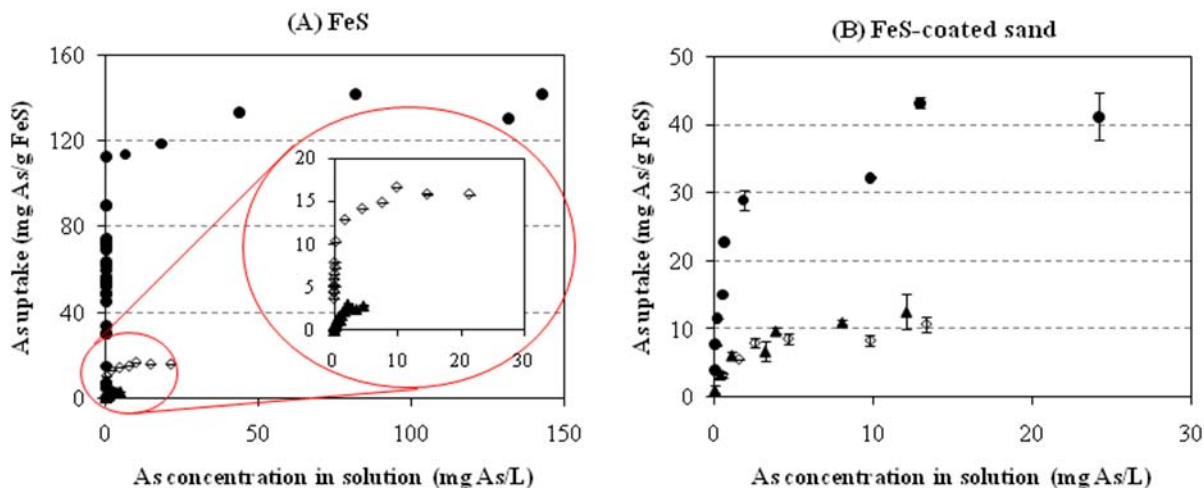 (A) FeS
As uptake (mg As/g FeS)
160
120
80
40
0
0 50 100 150
As concentration in solution (mg As/L)
20
15
10
5
0
0 10 20 30
(B) FeS-coated sand
As uptake (mg As/g FeS)
50
40
30
20
10
0
0 10 20 30
As concentration in solution (mg As/L)